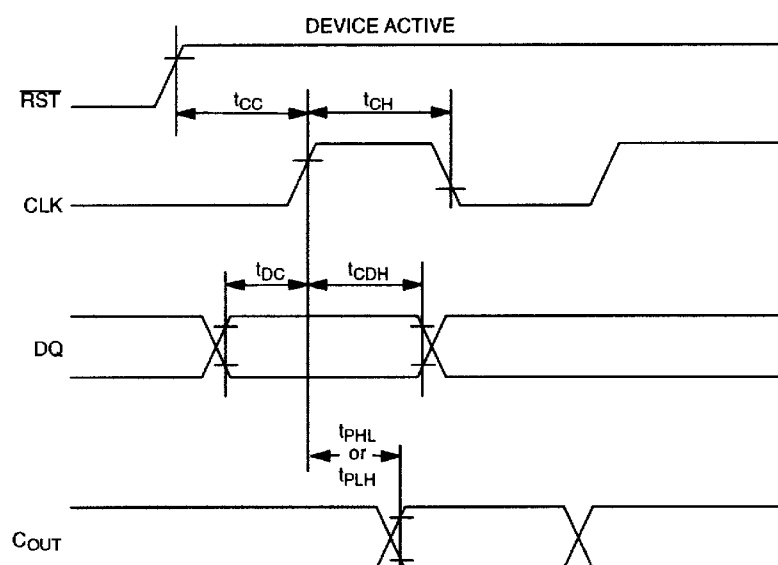 DEVICE ACTIVE
RST
tCC
tCH
CLK
tDC
tCDH
DQ
tPHL
or
tPLH
COUT